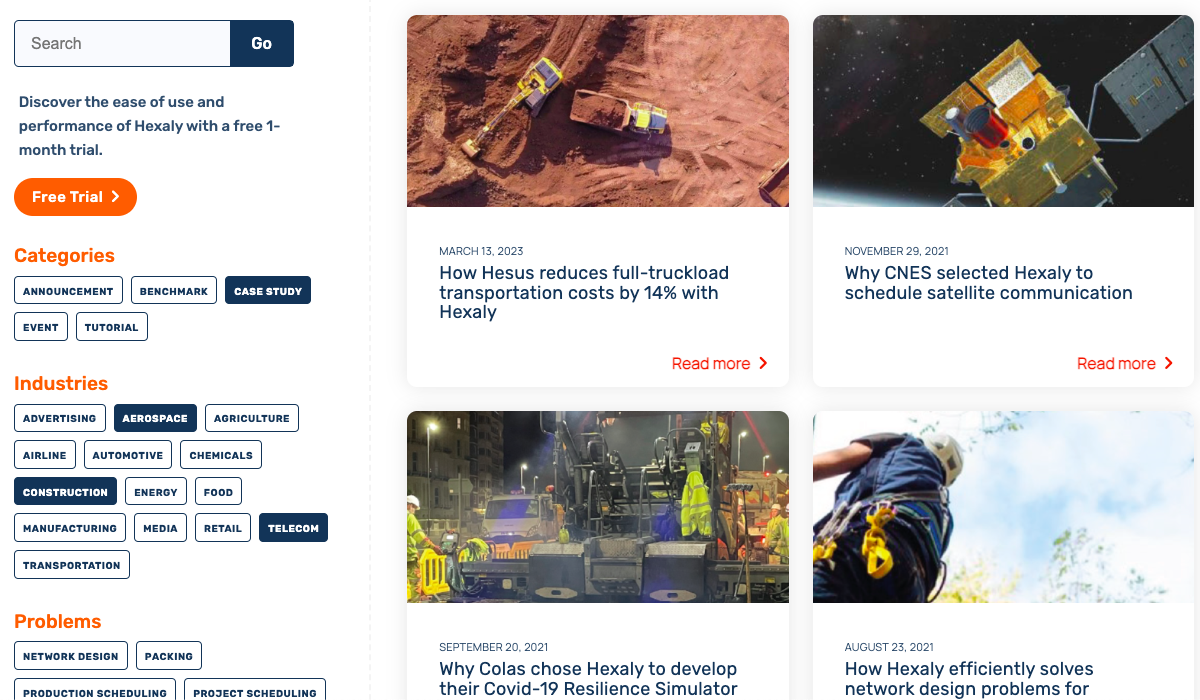 Search
Go
Discover the ease of use and
performance of Hexaly with a free 1-
month trial.
Free Trial
Categories
ANNOUNCEMENT
BENCHMARK
CASE STUDY
EVENT
TUTORIAL
Industries
ADVERTISING
AEROSPACE
AGRICULTURE
AIRLINE
AUTOMOTIVE
CHEMICALS
CONSTRUCTION
ENERGY
FOOD
MANUFACTURING
MEDIA
RETAIL
TELECOM
TRANSPORTATION
Problems
NETWORK DESIGN
PACKING
PRODUCTION SCHEDULING
PROJECT SCHEDULING
MARCH 13, 2023
How Hesus reduces full-truckload
transportation costs by 14% with
Hexaly
Read more
NOVEMBER 29, 2021
Why CNES selected Hexaly to
schedule satellite communication
Read more
SEPTEMBER 20, 2021
Why Colas chose Hexaly to develop
their Covid-19 Resilience Simulator
AUGUST 23, 2021
How Hexaly efficiently solves
network design problems for